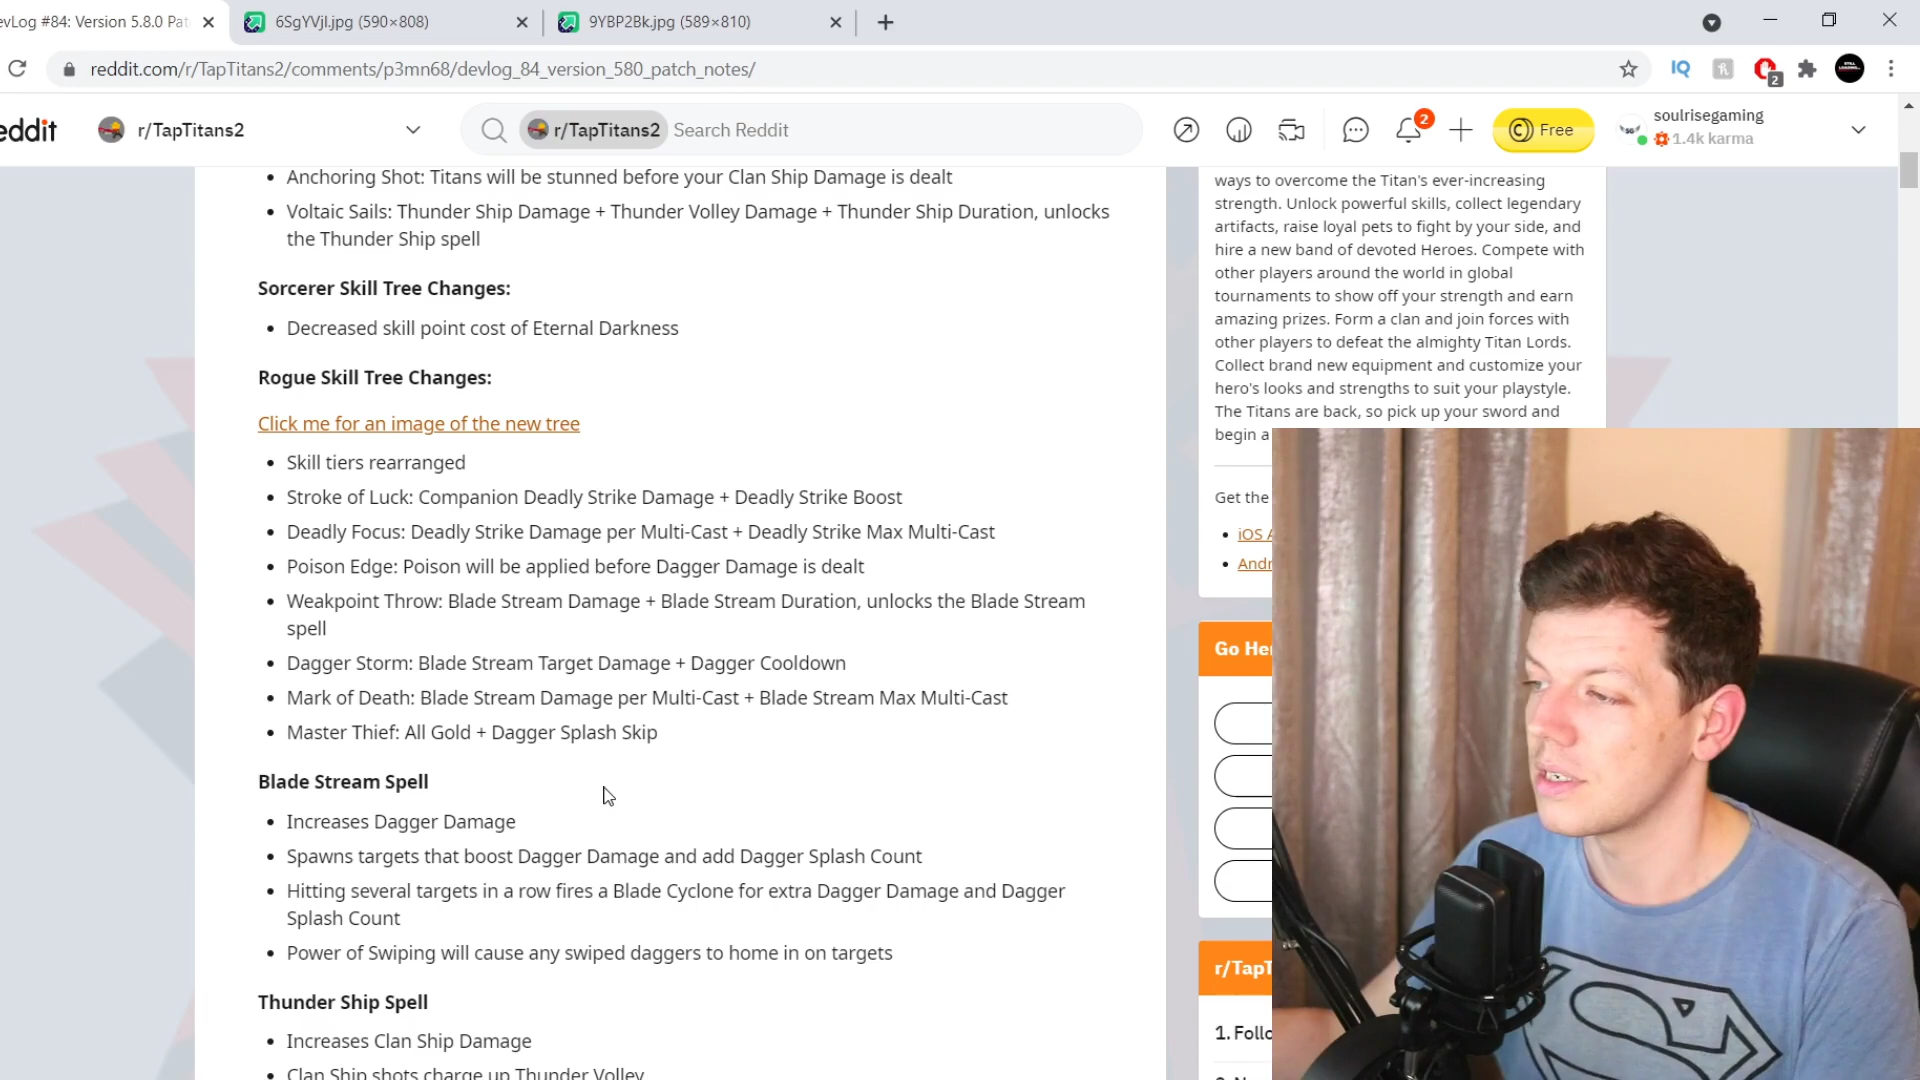 evLog #84: Version 5.8.0 Pat
6SgYVjl.jpg (590×808)
9YBP2Bk.jpg (589×810)
reddit.com/r/TapTitans2/comments/p3mn68/devlog_84_version_580_patch_notes/
IQ
2
eddit
r/TapTitans2
r/TapTitans2 Search Reddit
2
Free
soulrisegaming
1.4k karma
• Anchoring Shot: Titans will be stunned before your Clan Ship Damage is dealt
• Voltaic Sails: Thunder Ship Damage + Thunder Volley Damage + Thunder Ship Duration, unlocks
the Thunder Ship spell
Sorcerer Skill Tree Changes:
• Decreased skill point cost of Eternal Darkness
Rogue Skill Tree Changes:
Click me for an image of the new tree
• Skill tiers rearranged
• Stroke of Luck: Companion Deadly Strike Damage + Deadly Strike Boost
• Deadly Focus: Deadly Strike Damage per Multi-Cast + Deadly Strike Max Multi-Cast
• Poison Edge: Poison will be applied before Dagger Damage is dealt
• Weakpoint Throw: Blade Stream Damage + Blade Stream Duration, unlocks the Blade Stream
spell
• Dagger Storm: Blade Stream Target Damage + Dagger Cooldown
• Mark of Death: Blade Stream Damage per Multi-Cast + Blade Stream Max Multi-Cast
• Master Thief: All Gold + Dagger Splash Skip
Blade Stream Spell
• Increases Dagger Damage
• Spawns targets that boost Dagger Damage and add Dagger Splash Count
• Hitting several targets in a row fires a Blade Cyclone for extra Dagger Damage and Dagger
Splash Count
• Power of Swiping will cause any swiped daggers to home in on targets
Thunder Ship Spell
• Increases Clan Ship Damage
• Clan Ship shots charge up Thunder Volley
ways to overcome the Titan's ever-increasing
strength. Unlock powerful skills, collect legendary
artifacts, raise loyal pets to fight by your side, and
hire a new band of devoted Heroes. Compete with
other players around the world in global
tournaments to show off your strength and earn
amazing prizes. Form a clan and join forces with
other players to defeat the almighty Titan Lords.
Collect brand new equipment and customize your
hero's looks and strengths to suit your playstyle.
The Titans are back, so pick up your sword and
begin a
Get the
• iOS A
• Andr
Go He
r/TapT
1. Follo